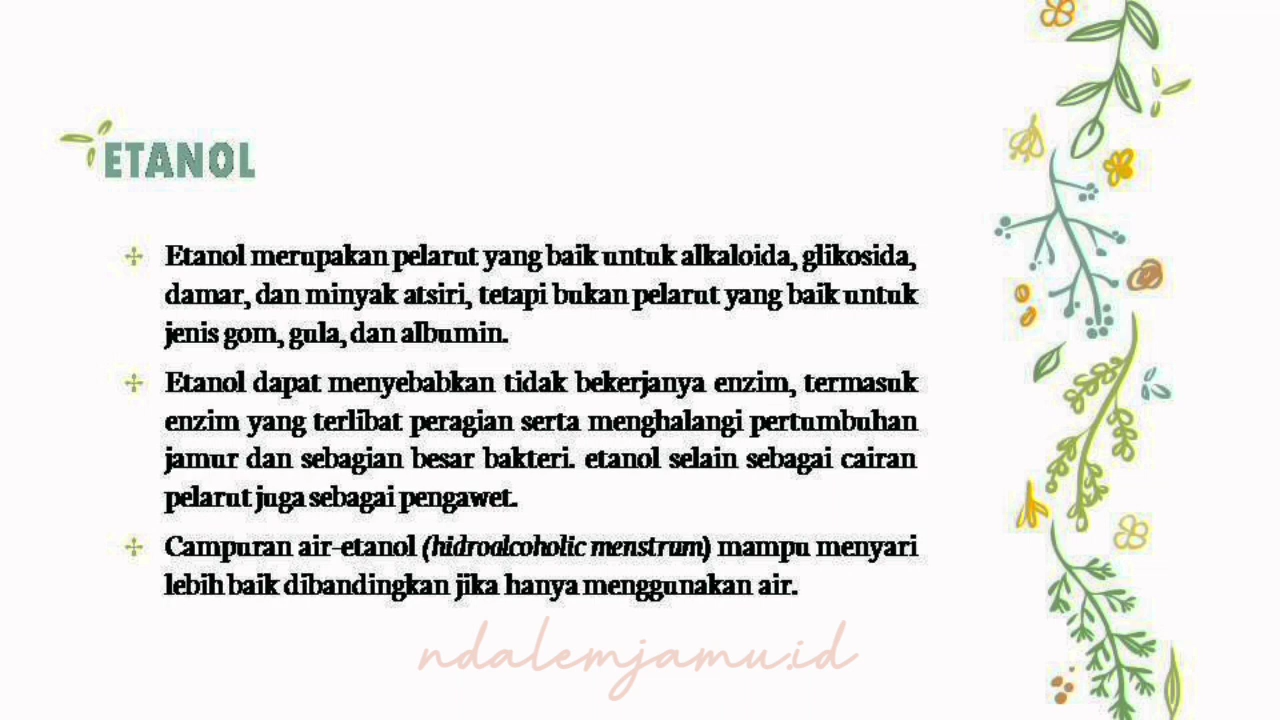 ETANOL
Etanol merupakan pelarut yang baik untuk alkaloida, glikosida,
damar, dan minyak atsiri, tetapi bukan pelarut yang baik untuk
jenis gom, gula, dan albumin.
Etanol dapat menyebabkan tidak bekerjanya enzim, termasuk
enzim yang terlibat peragian serta menghalangi pertumbuhan
jamur dan sebagian besar bakteri. etanol selain sebagai cairan
pelarut juga sebagai pengawet.
Campuran air-etanol (hidroalcoholic menstrum) mampu menyari
lebih baik dibandingkan jika hanya menggunakan air.
ndalemjamu.id